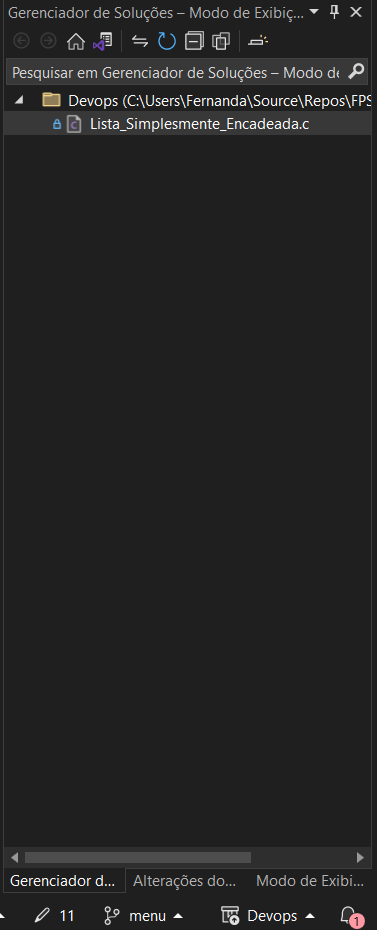 Gerenciador de Soluções – Modo de Exibiç...
Pesquisar em Gerenciador de Soluções – Modo de
Devops (C:\Users\Fernanda\Source\Repos\FPS
Lista_Simplesmente_Encadeada.c
Gerenciador d... Alterações do... Modo de Exibi...
11 menu Devops 1